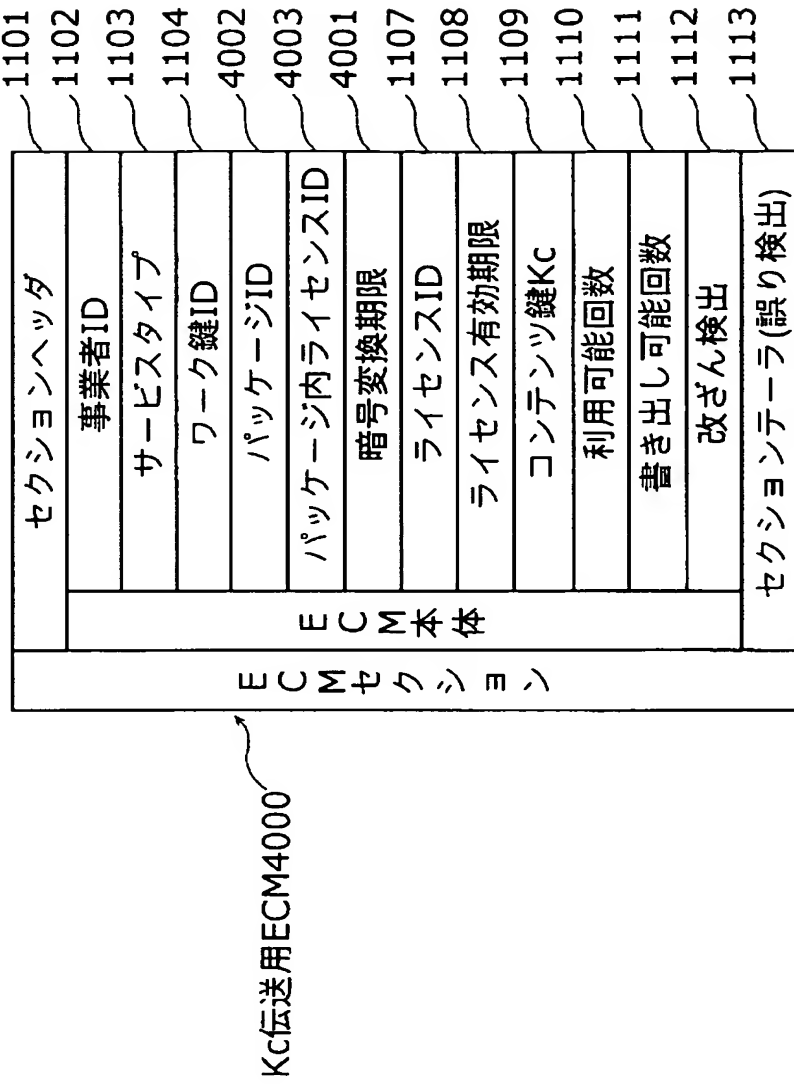 Kc伝送用ECM4000
ECMセクション
セクションヘッダ 1101
ECM本体
事業者ID 1102
サービスタイプ 1103
ワーク鍵ID 1104
パッケージID 4002
パッケージ内ライセンスID 4003
暗号変換期限 4001
ライセンスID 1107
ライセンス有効期限 1108
コンテンツ鍵Kc 1109
利用可能回数 1110
書き出し可能回数 1111
改ざん検出 1112
セクションテーラ(誤り検出) 1113